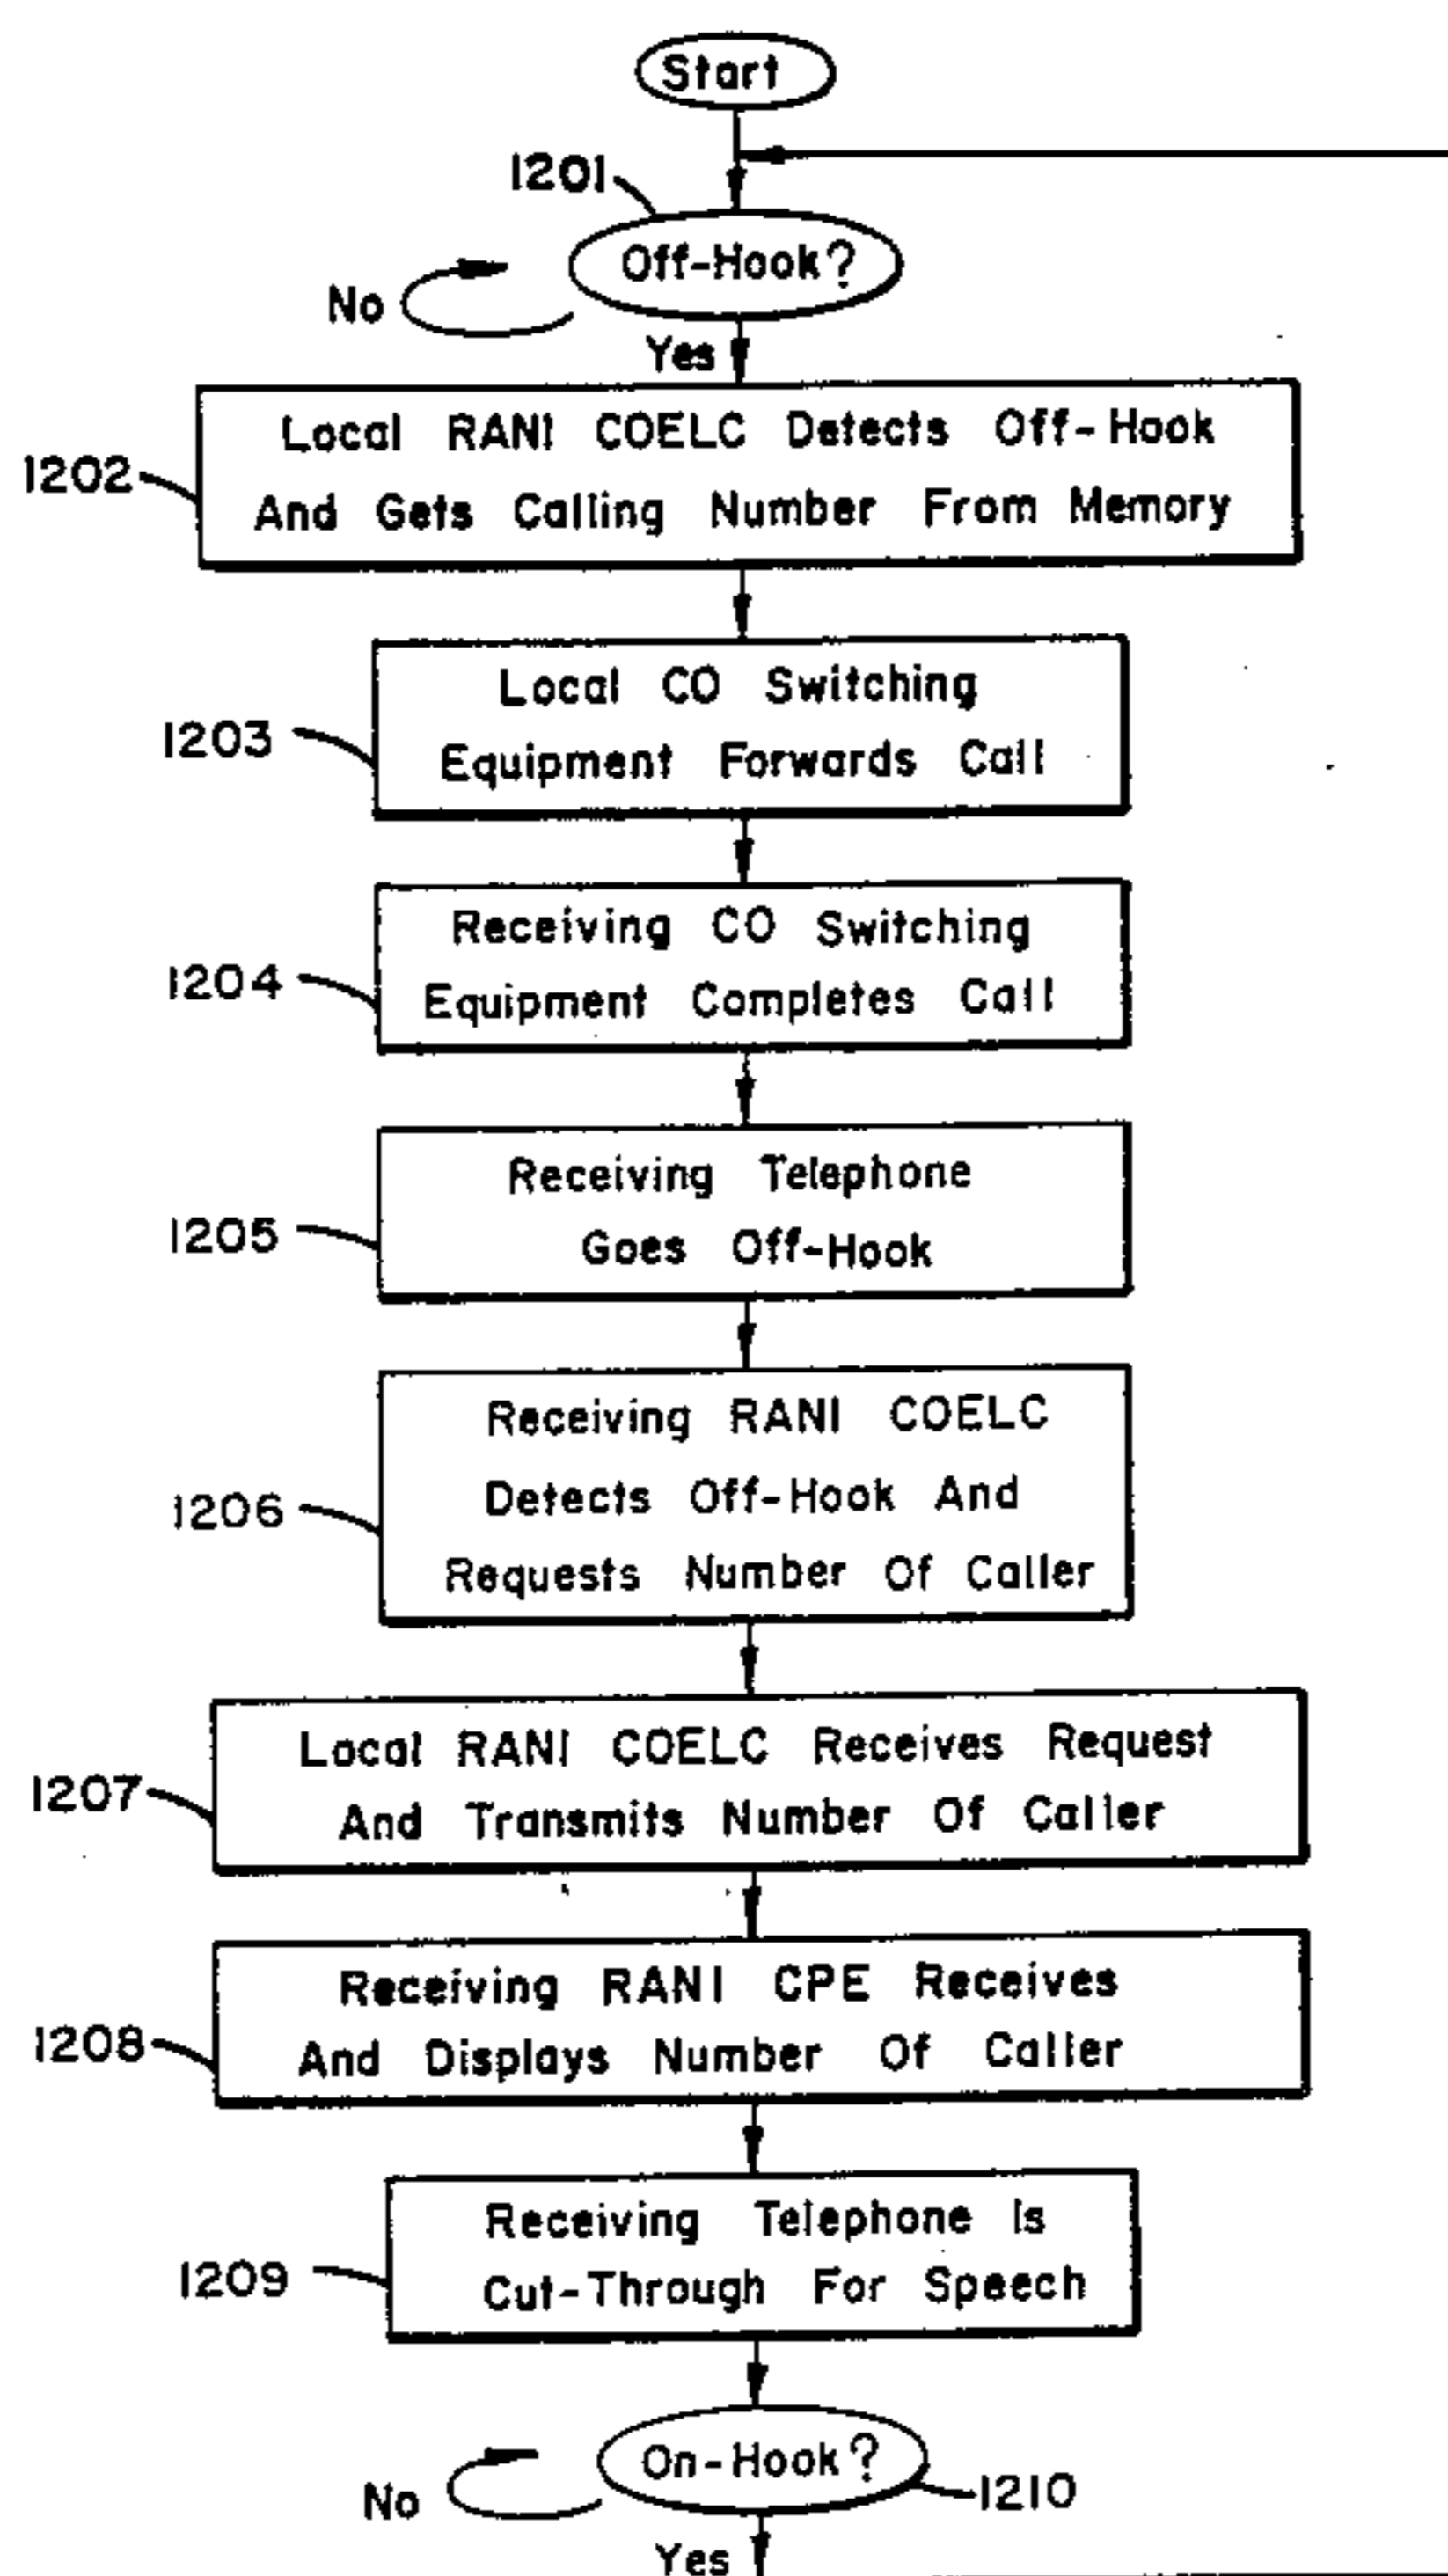 Start
1201
Off-Hook?
No
Yes
1202
Local RANI COELC Detects Off-Hook
And Gets Calling Number From Memory
1203
Local CO Switching
Equipment Forwards Call
1204
Receiving CO Switching
Equipment Completes Call
1205
Receiving Telephone
Goes Off-Hook
1206
Receiving RANI COELC
Detects Off-Hook And
Requests Number Of Caller
1207
Local RANI COELC Receives Request
And Transmits Number Of Caller
1208
Receiving RANI CPE Receives
And Displays Number Of Caller
1209
Receiving Telephone Is
Cut-Through For Speech
On-Hook?
1210
No
Yes